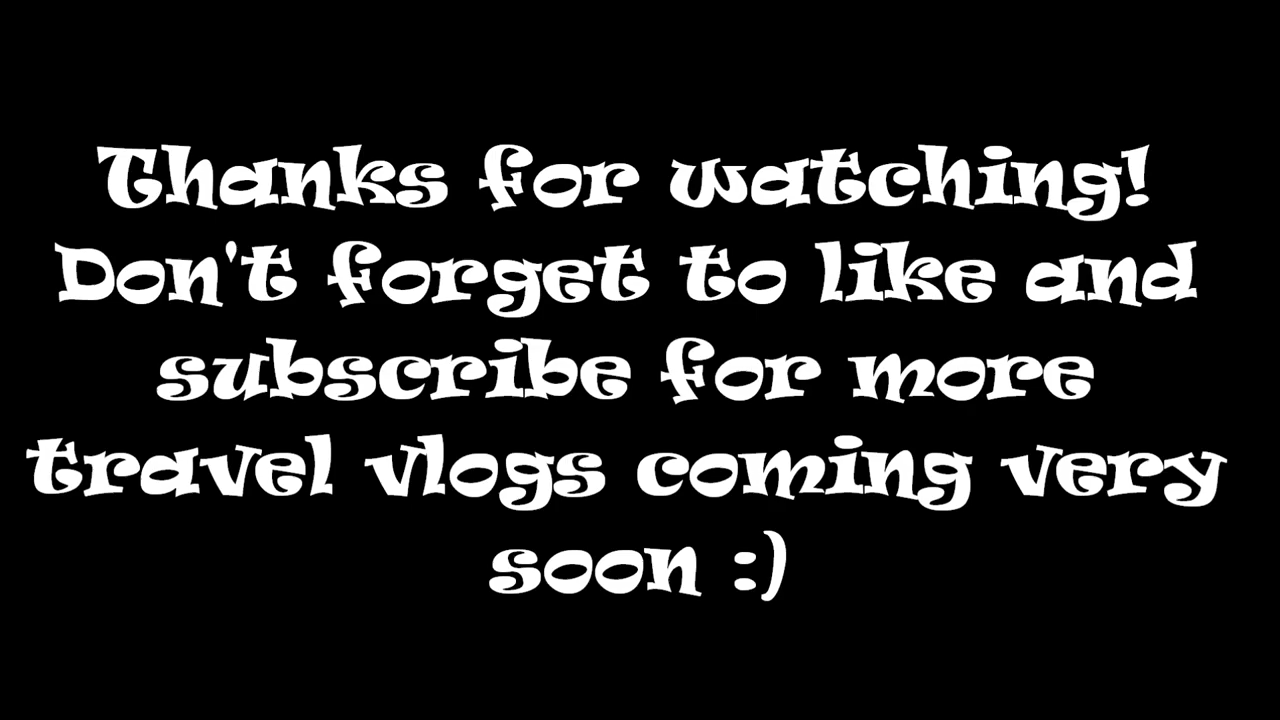 Thanks for watching!
Don't forget to like and
subscribe for more
travel vlogs coming very
soon :)